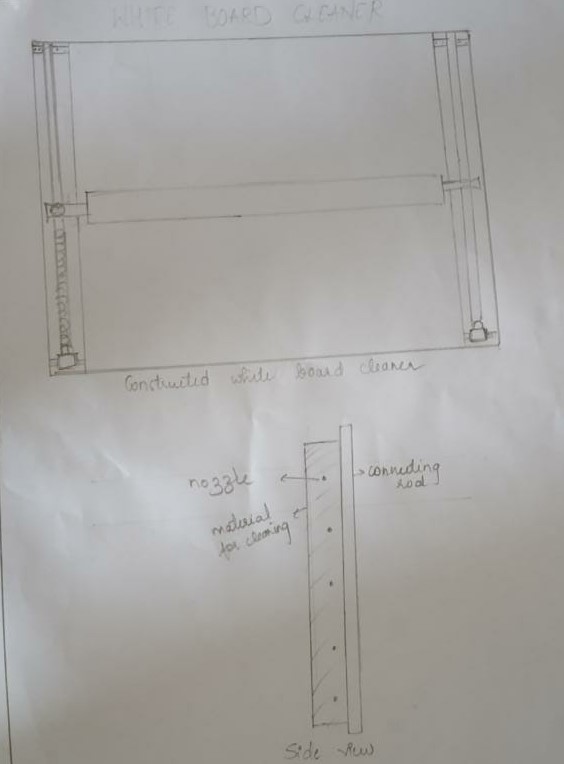 WHITE BOARD CLEANER
Constructed white board cleaner
nozzle
connecting
rod
material
for cleaning
Side view